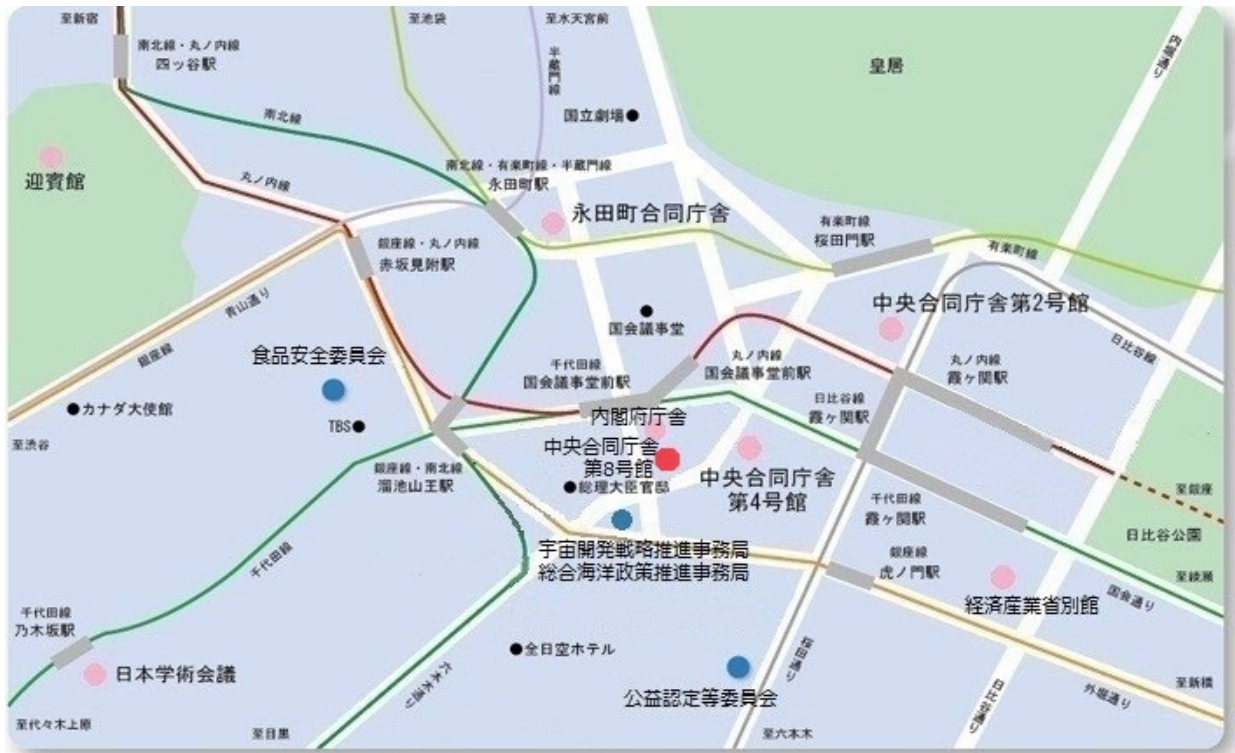 至新宿
至池袋
至水天宮前
内堀通り
南北線・丸ノ内線
四ツ谷駅
半蔵門線
皇居
南北線
国立劇場
迎賓館
丸ノ内線
南北線・有楽町線・半蔵門線
永田町駅
永田町合同庁舎
有楽町線
桜田門駅
有楽町線
銀座線・丸ノ内線
赤坂見附駅
青山通り
銀座線
国会議事堂
中央合同庁舎第2号館
日比谷線
食品安全委員会
千代田線
国会議事堂前駅
丸ノ内線
国会議事堂前駅
丸ノ内線
霞ヶ関駅
カナダ大使館
日比谷線
霞ヶ関駅
内閣府庁舎
TBS
至渋谷
中央合同庁舎
第8号館
中央合同庁舎
第4号館
銀座線・南北線
溜池山王駅
総理大臣官邸
千代田線
霞ヶ関駅
至銀座
日比谷公園
宇宙開発戦略推進事務局
総合海洋政策推進事務局
千代田線
銀座線
虎ノ門駅
至綾瀬
国会通り
経済産業省別館
千代田線
乃木坂駅
全日空ホテル
桜田通り
日本学術会議
六本木通り
公益認定等委員会
外堀通り
至新橋
日比谷通り
至代々木上原
至目黒
至六本木